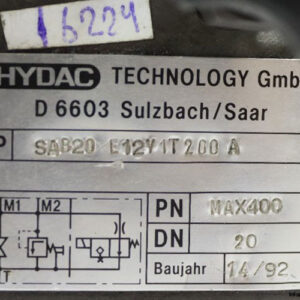 16224
HYDAC TECHNOLOGY Gmb
D 6603 Sulzbach/Saar
P SAB20 E12Y1T200 A
M1 M2
PN MAX400
T DN 20
Baujahr 14/92